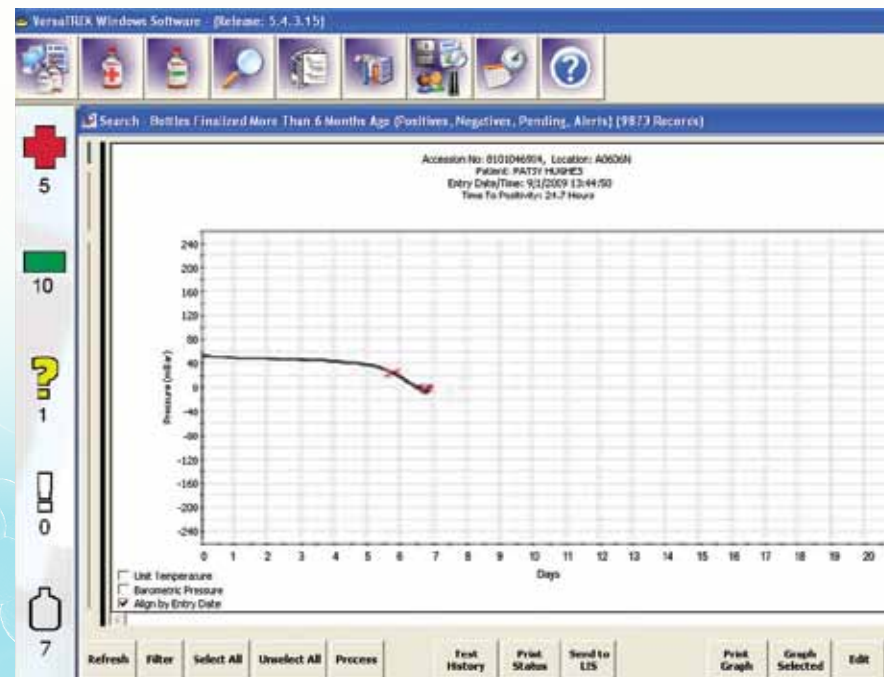 VersaTREK Windows Software - (Release: 5.4.3.15)
Search - Bottles Finalized More Than 6 Months Ago (Positives, Negatives, Pending, Alerts) (9873 Records)
Accession No: Location:
Patient: PATSY HUGHES
Entry Date/Time: 9/1/2009 13:44:50
Time To Positivity: 24.7 Hours
5
10
1
0
7
Pressure (mBar)
240
200
160
120
80
40
0
-40
-80
-120
-160
-200
-240
0 1 2 3 4 5 6 7 8 9 10 11 12 13 14 15 16 17 18 19 20
Days
Unit Temperature
Barometric Pressure
Align by Entry Date
Refresh Filter Select All Unselect All Process Test History Print Status Send to LIS Print Graph Graph Selected Edit